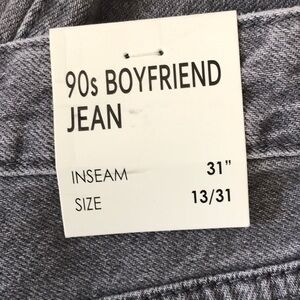 90s BOYFRIEND
JEAN
INSEAM 31"
SIZE 13/31